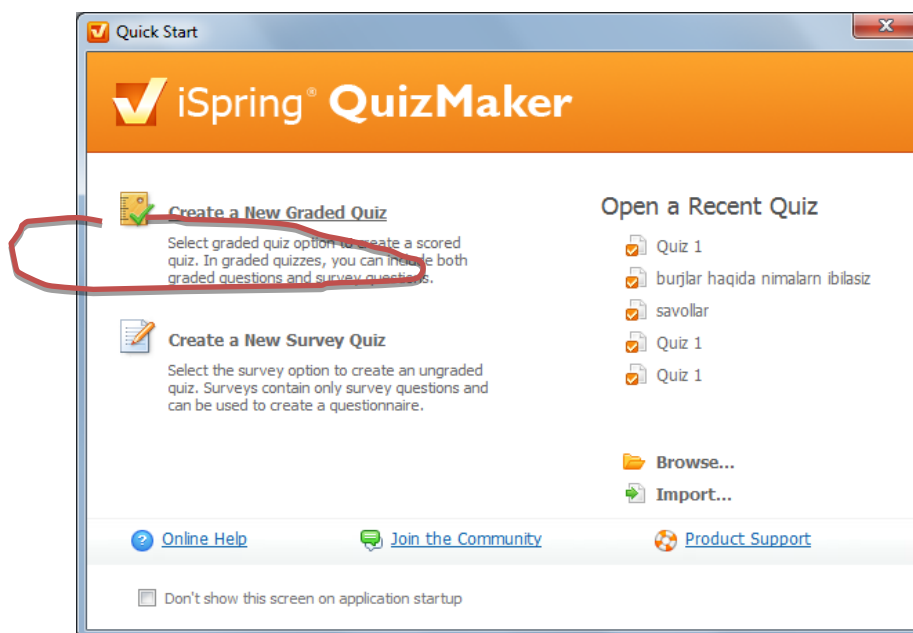 Quick Start
iSpring® QuizMaker
Create a New Graded Quiz
Select graded quiz option to create a scored
quiz. In graded quizzes, you can include both
graded questions and survey questions.
Create a New Survey Quiz
Select the survey option to create an ungraded
quiz. Surveys contain only survey questions and
can be used to create a questionnaire.
Open a Recent Quiz
Quiz 1
burjlar haqida nimalarn ibilasiz
savollar
Quiz 1
Quiz 1
Browse...
Import...
Online Help
Join the Community
Product Support
Don't show this screen on application startup